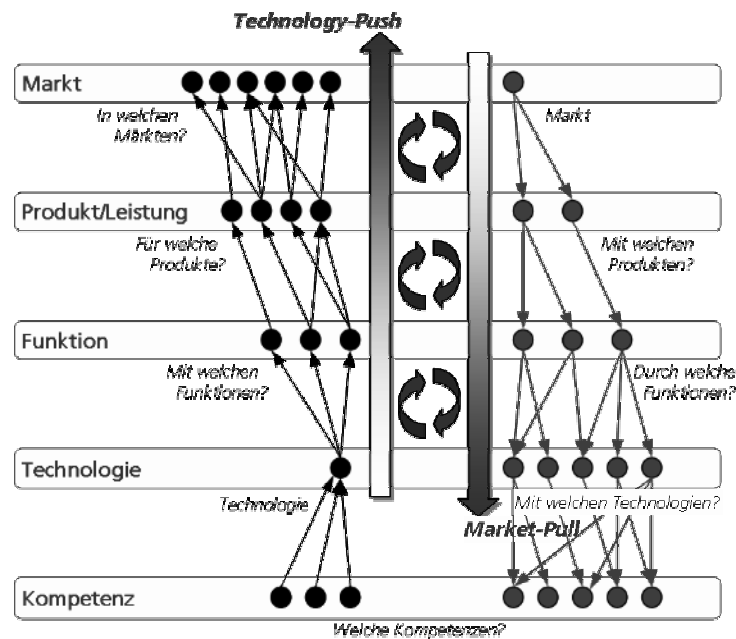 Technology-Push
Markt
In welchen
Märkten?
Markt
Produkt/Leistung
Für welche
Produkte?
Mit welchen
Produkten?
Funktion
Mit welchen
Funktionen?
Durch welche
Funktionen?
Technologie
Technologie
Mit welchen Technologien?
Market-Pull
Kompetenz
Welche Kompetenzen?